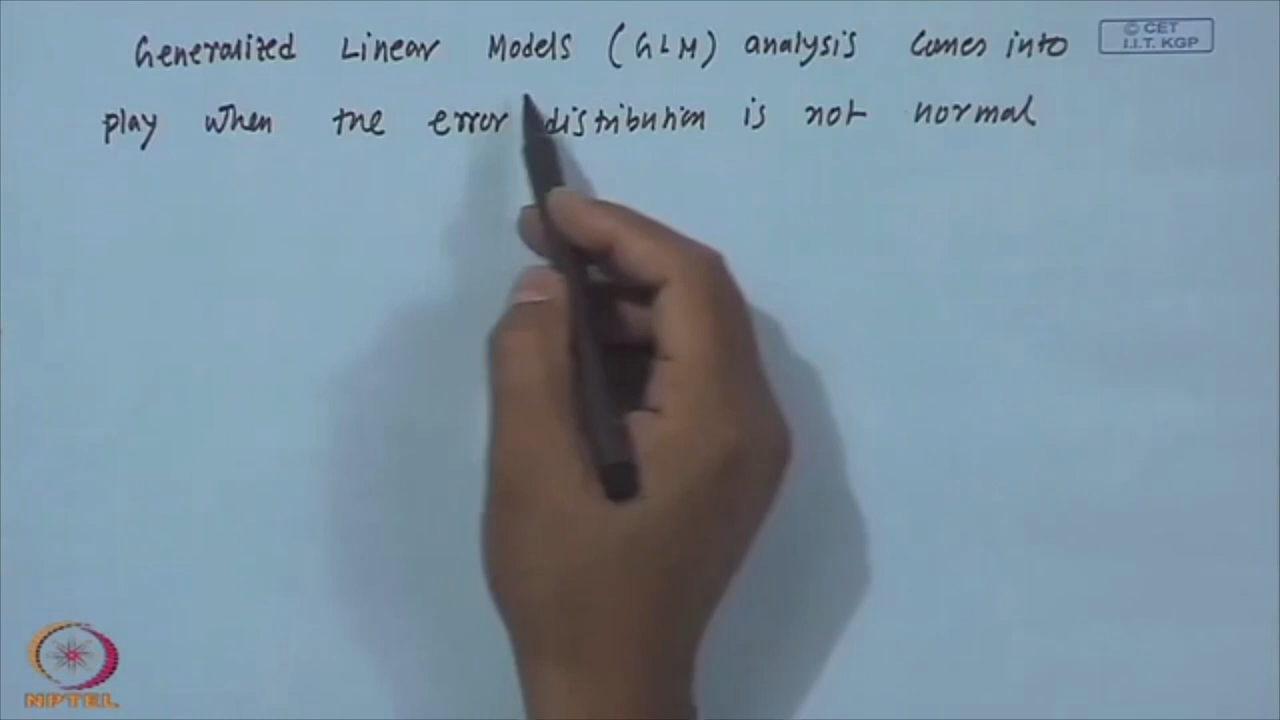 Generalized Linear Models (GLM) analysis Comes into
© CET
I.I.T. KGP
play when the error distribution is not normal
NPTEL